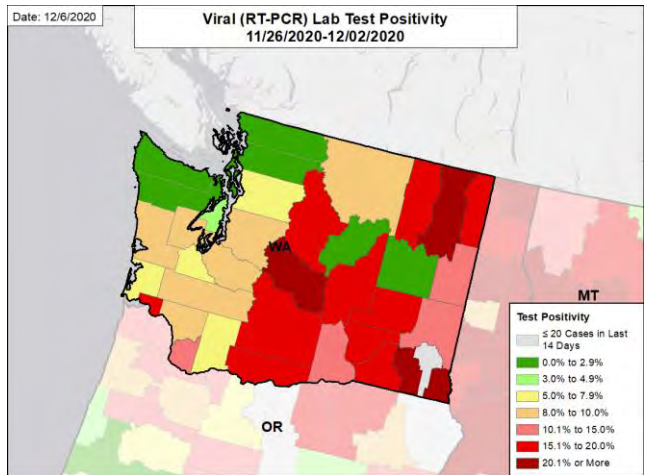 Date: 12/6/2020
Viral (RT-PCR) Lab Test Positivity
11/26/2020-12/02/2020
WA
MT
OR
Test Positivity
≤ 20 Cases in Last
14 Days
0.0% to 2.9%
3.0% to 4.9%
5.0% to 7.9%
8.0% to 10.0%
10.1% to 15.0%
15.1% to 20.0%
20.1% or More